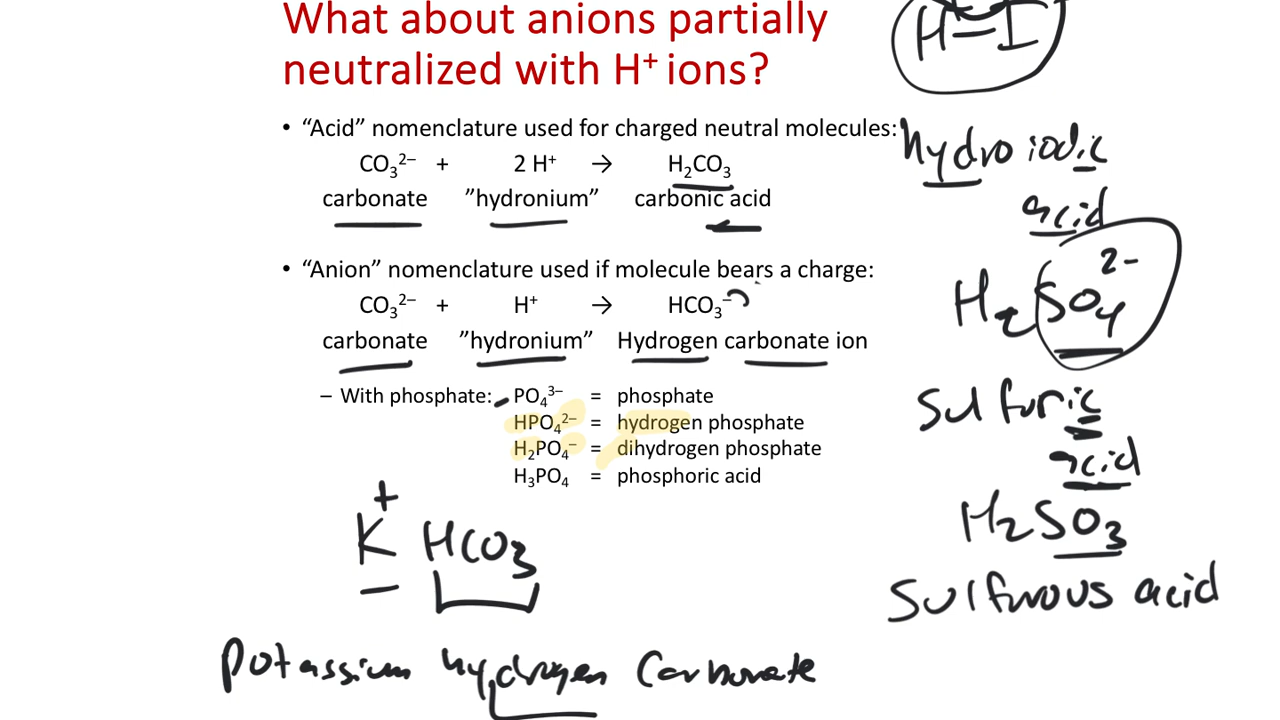 What about anions partially
neutralized with H⁺ ions?
• “Acid” nomenclature used for charged neutral molecules:
CO₃²⁻ + 2 H⁺ → H₂CO₃
carbonate ”hydronium” carbonic acid
• “Anion” nomenclature used if molecule bears a charge:
CO₃²⁻ + H⁺ → HCO₃⁻
carbonate ”hydronium” Hydrogen carbonate ion
– With phosphate: PO₄³⁻ = phosphate
HPO₄²⁻ = hydrogen phosphate
H₂PO₄⁻ = dihydrogen phosphate
H₃PO₄ = phosphoric acid
K⁺ HCO₃
potassium hydrogen carbonate
H–I
hydroiodic
acid
H₂SO₄²⁻
sulfuric
acid
H₂SO₃
sulfurous acid